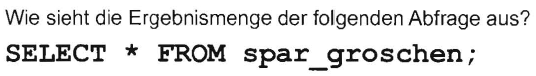 Wie sieht die Ergebnismenge der folgenden Abfrage aus?
SELECT * FROM spar_groschen;